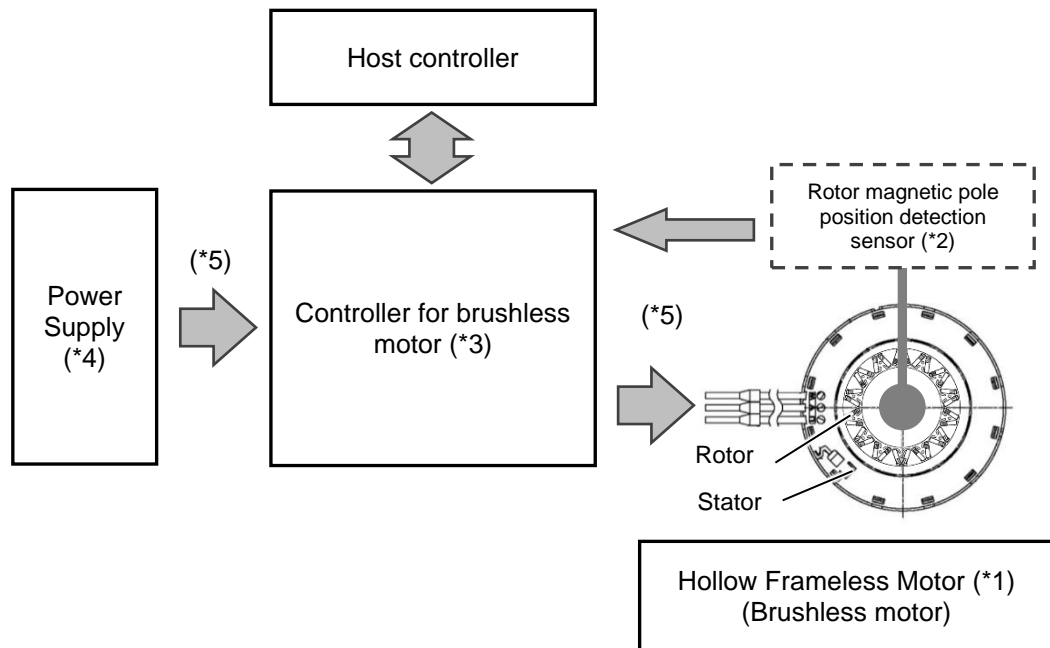 Host controller
Rotor magnetic pole
position detection
sensor (*2)
(*5)
Power
Supply
(*4)
Controller for brushless
motor (*3)
(*5)
Rotor
Stator
Hollow Frameless Motor (*1)
(Brushless motor)